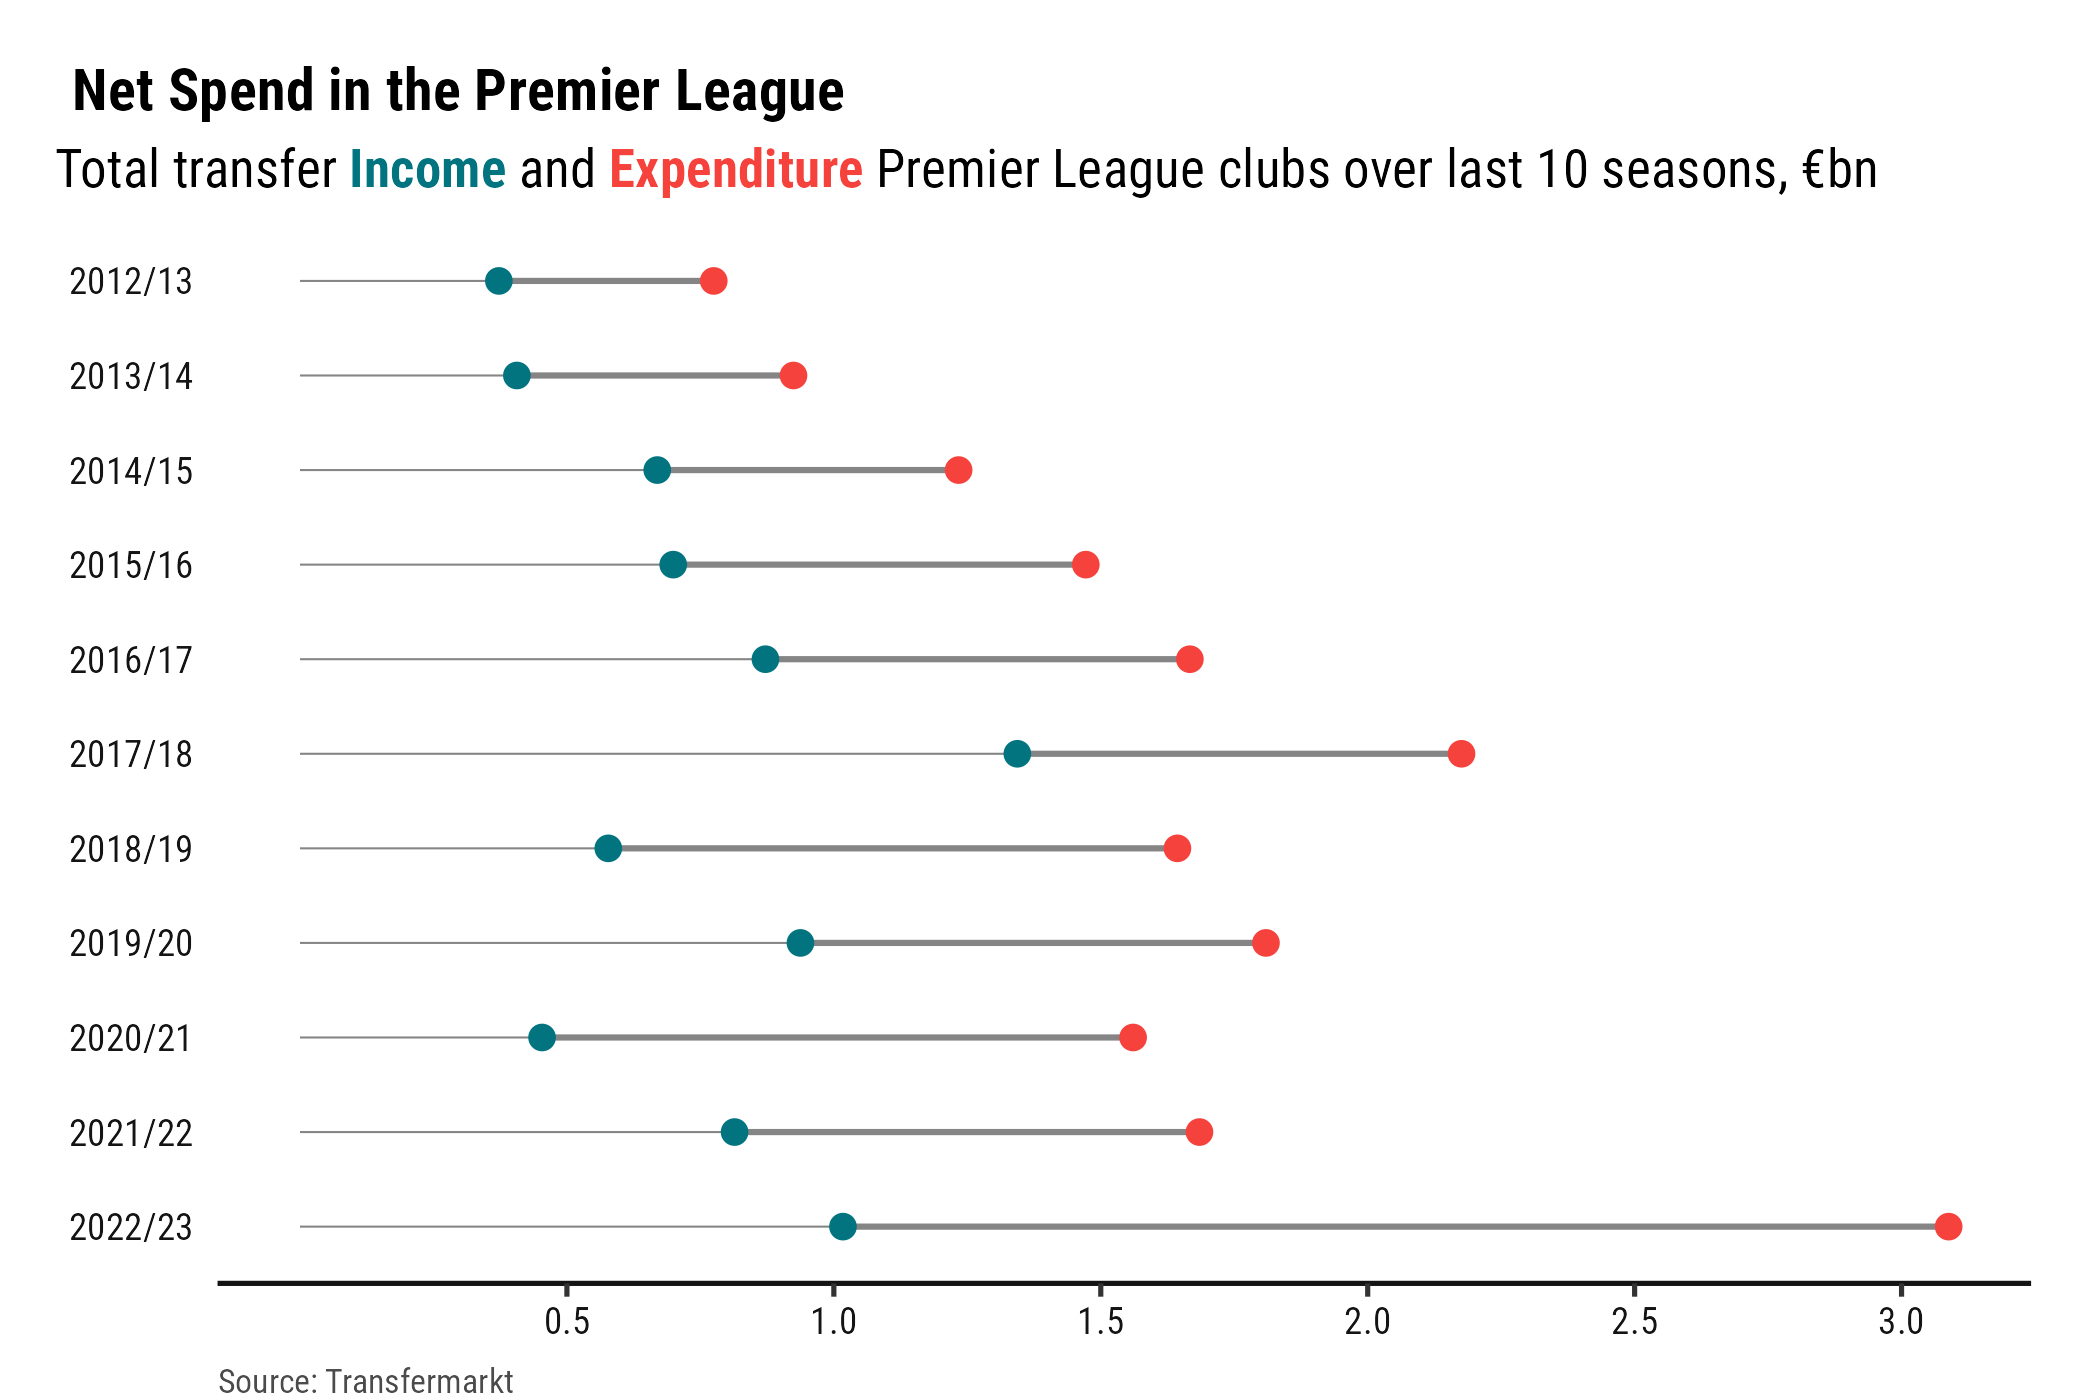 Net Spend in the Premier League
Total transfer Income and Expenditure Premier League clubs over last 10 seasons, €bn
2012/13
2013/14
2014/15
2015/16
2016/17
2017/18
2018/19
2019/20
2020/21
2021/22
2022/23
0.5 1.0 1.5 2.0 2.5 3.0
Source: Transfermarkt